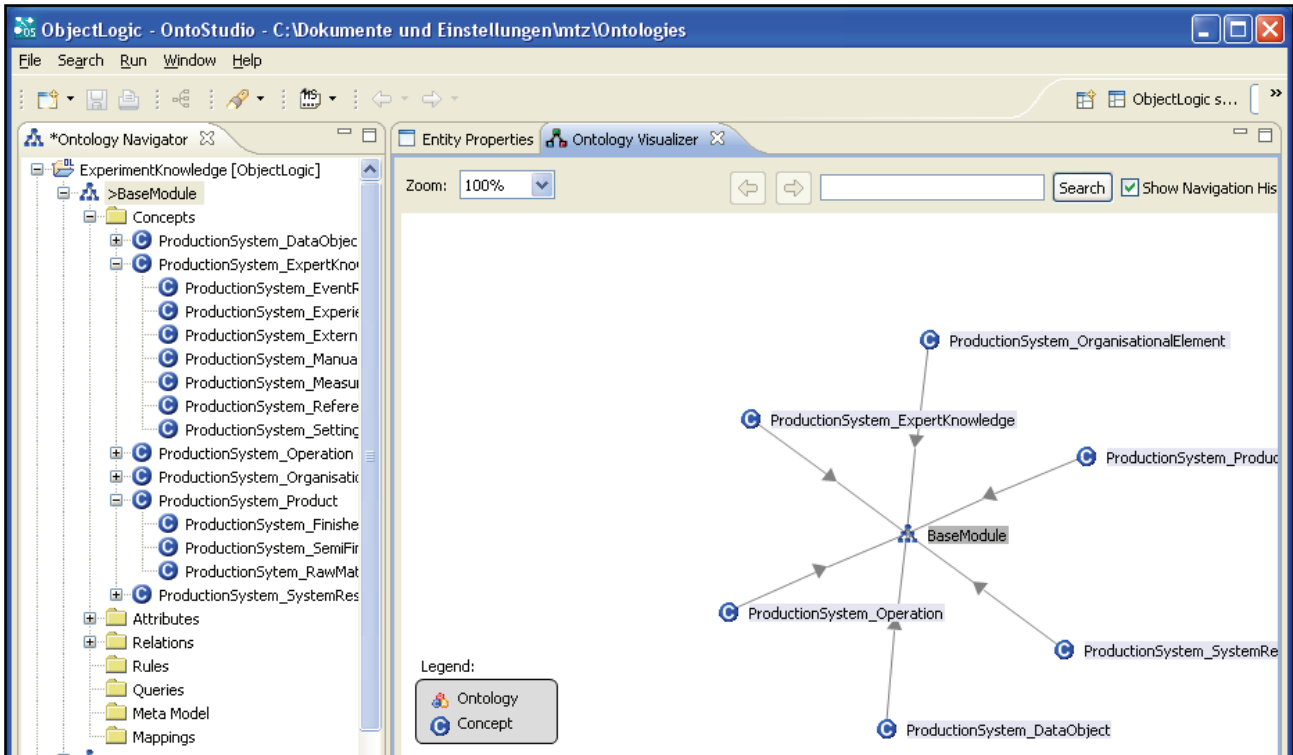 ObjectLogic - OntoStudio - C:\Dokumente und Einstellungen\mtz\Ontologies
File Search Run Window Help
ObjectLogic s... »
*Ontology Navigator
ExperimentKnowledge [ObjectLogic]
>BaseModule
Concepts
ProductionSystem_DataObjec
ProductionSystem_ExpertKno
ProductionSystem_EventR
ProductionSystem_Experie
ProductionSystem_Extern
ProductionSystem_Manua
ProductionSystem_Measu
ProductionSystem_Refere
ProductionSystem_Setting
ProductionSystem_Operation
ProductionSystem_Organisatio
ProductionSystem_Product
ProductionSystem_Finishe
ProductionSystem_SemiFin
ProductionSytem_RawMat
ProductionSystem_SystemRes
Attributes
Relations
Rules
Queries
Meta Model
Mappings
Entity Properties Ontology Visualizer
Zoom: 100% Search Show Navigation His
ProductionSystem_OrganisationalElement
ProductionSystem_ExpertKnowledge
ProductionSystem_Produc
BaseModule
ProductionSystem_Operation
ProductionSystem_SystemRe
ProductionSystem_DataObject
Legend:
Ontology
Concept